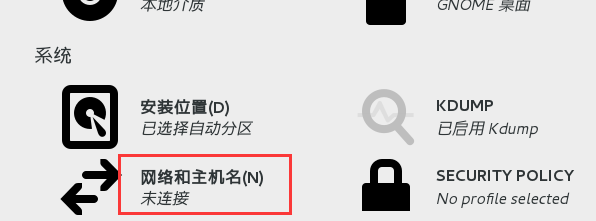 本地介质
GNOME 桌面
系统
安装位置(D)
已选择自动分区
KDUMP
已启用 Kdump
网络和主机名(N)
未连接
SECURITY POLICY
No profile selected